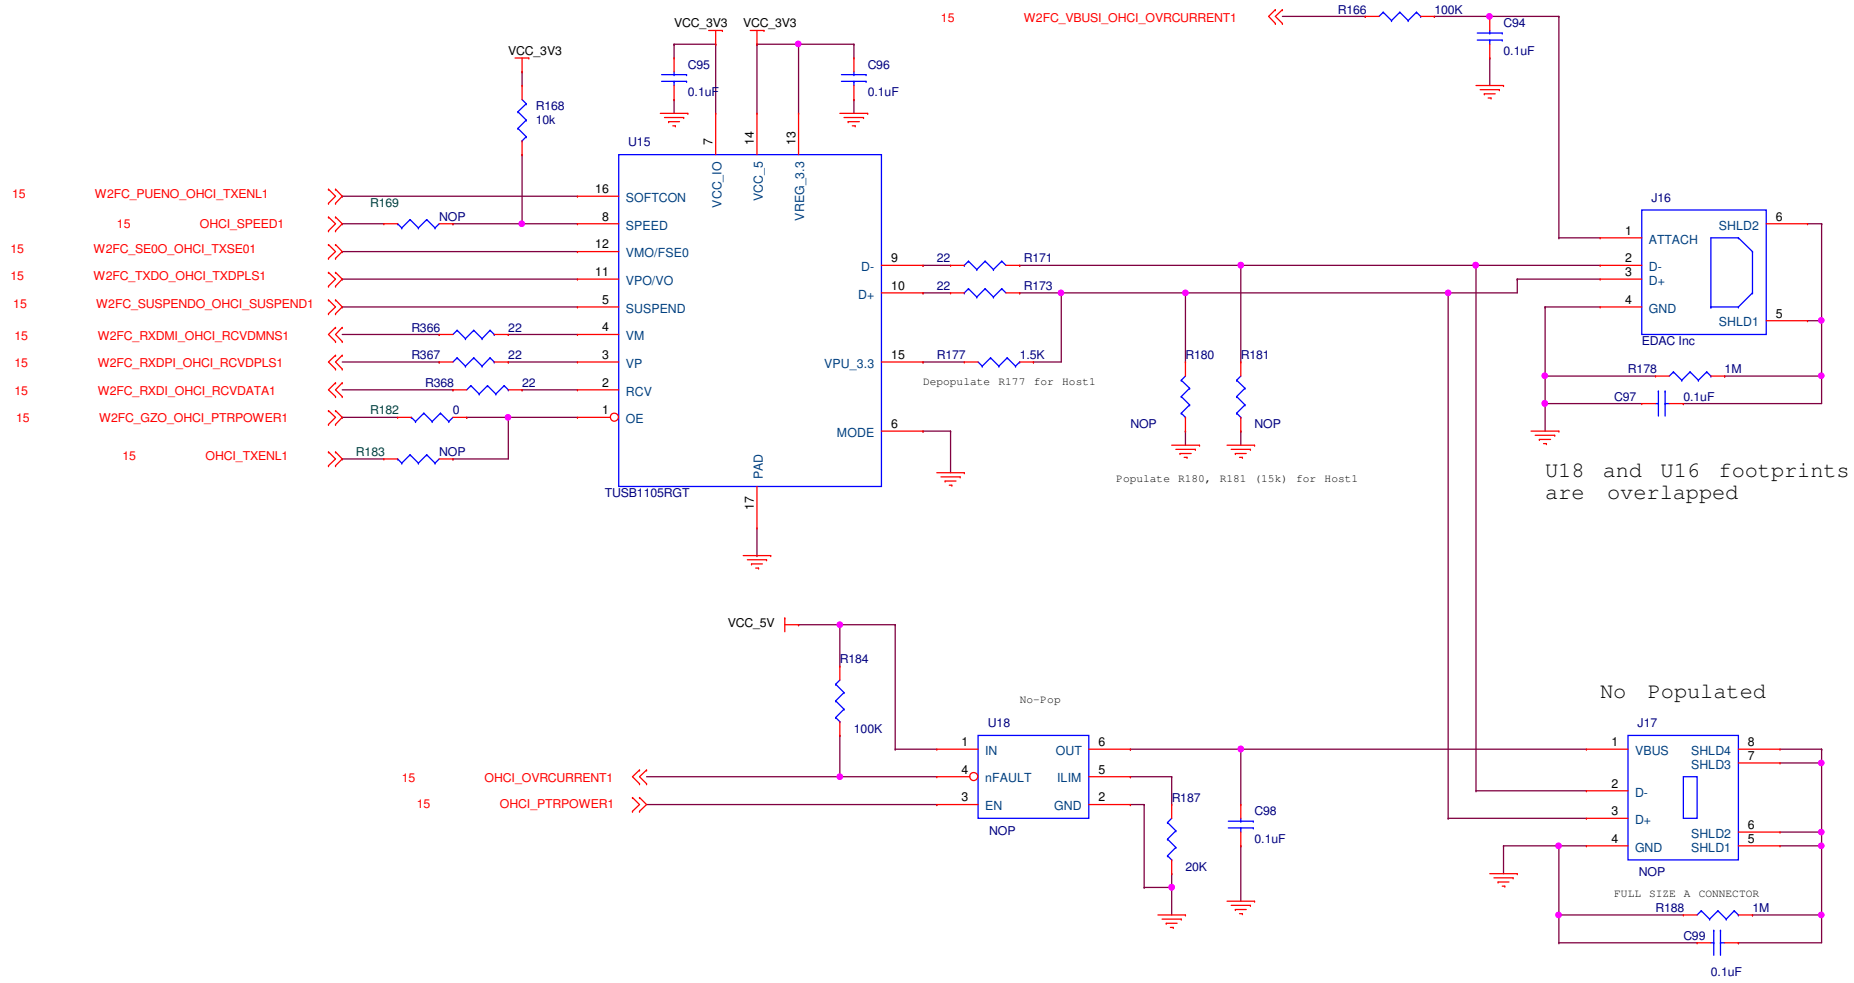 15 W2FC_VBUSI_OHCI_OVRCURRENT1 R166 100K
C94
0.1uF
VCC_3V3 VCC_3V3
VCC_3V3
C95
0.1uF
C96
0.1uF
R168
10k
U15
7 14 13
VCC_IO VCC_5 VREG_3.3
15 W2FC_PUENO_OHCI_TXENL1 16 SOFTCON
R169
15 OHCI_SPEED1 NOP 8 SPEED
15 W2FC_SE0O_OHCI_TXSE01 12 VMO/FSE0
15 W2FC_TXDO_OHCI_TXDPLS1 11 VPO/VO
15 W2FC_SUSPENDO_OHCI_SUSPEND1 5 SUSPEND
15 W2FC_RXDMI_OHCI_RCVDMNS1 R366 22 4 VM
15 W2FC_RXDPI_OHCI_RCVDPLS1 R367 22 3 VP
15 W2FC_RXDI_OHCI_RCVDATA1 R368 22 2 RCV
15 W2FC_GZO_OHCI_PTRPOWER1 R182 0 1 OE
15 OHCI_TXENL1 R183 NOP
D- 9 22 R171
D+ 10 22 R173
VPU_3.3 15 R177 1.5K
Depopulate R177 for Host1
MODE 6
PAD
17
TUSB1105RGT
R180 R181
NOP NOP
Populate R180, R181 (15k) for Host1
J16
1 ATTACH SHLD2 6
2 D-
3 D+
4 GND
SHLD1 5
EDAC Inc
R178 1M
C97 0.1uF
U18 and U16 footprints
are overlapped
VCC_5V
R184
100K
No-Pop
U18
1 IN OUT 6
15 OHCI_OVRCURRENT1 4 nFAULT ILIM 5
15 OHCI_PTRPOWER1 3 EN GND 2
NOP
R187
20K
C98
0.1uF
No Populated
J17
1 VBUS SHLD4 8
SHLD3 7
2 D-
3 D+
SHLD2 6
4 GND SHLD1 5
NOP
FULL SIZE A CONNECTOR
R188 1M
C99
0.1uF